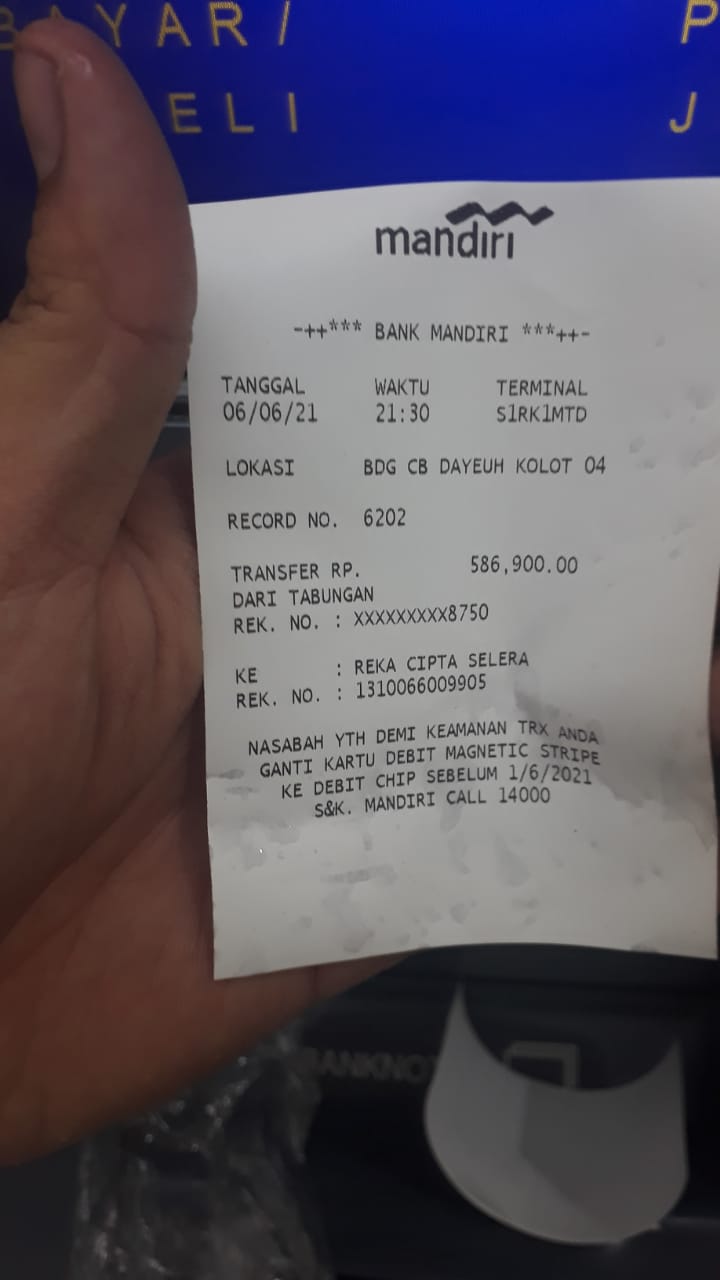 BAYAR/
P
ELI
J
mandiri
-++*** BANK MANDIRI ***++-
TANGGAL WAKTU TERMINAL
06/06/21 21:30 S1RK1MTD
LOKASI BDG CB DAYEUH KOLOT 04
RECORD NO. 6202
TRANSFER RP. 586,900.00
DARI TABUNGAN
REK. NO. : XXXXXXXXX8750
KE : REKA CIPTA SELERA
REK. NO. : 1310066009905
NASABAH YTH DEMI KEAMANAN TRX ANDA
GANTI KARTU DEBIT MAGNETIC STRIPE
KE DEBIT CHIP SEBELUM 1/6/2021
S&K. MANDIRI CALL 14000
BANKNO